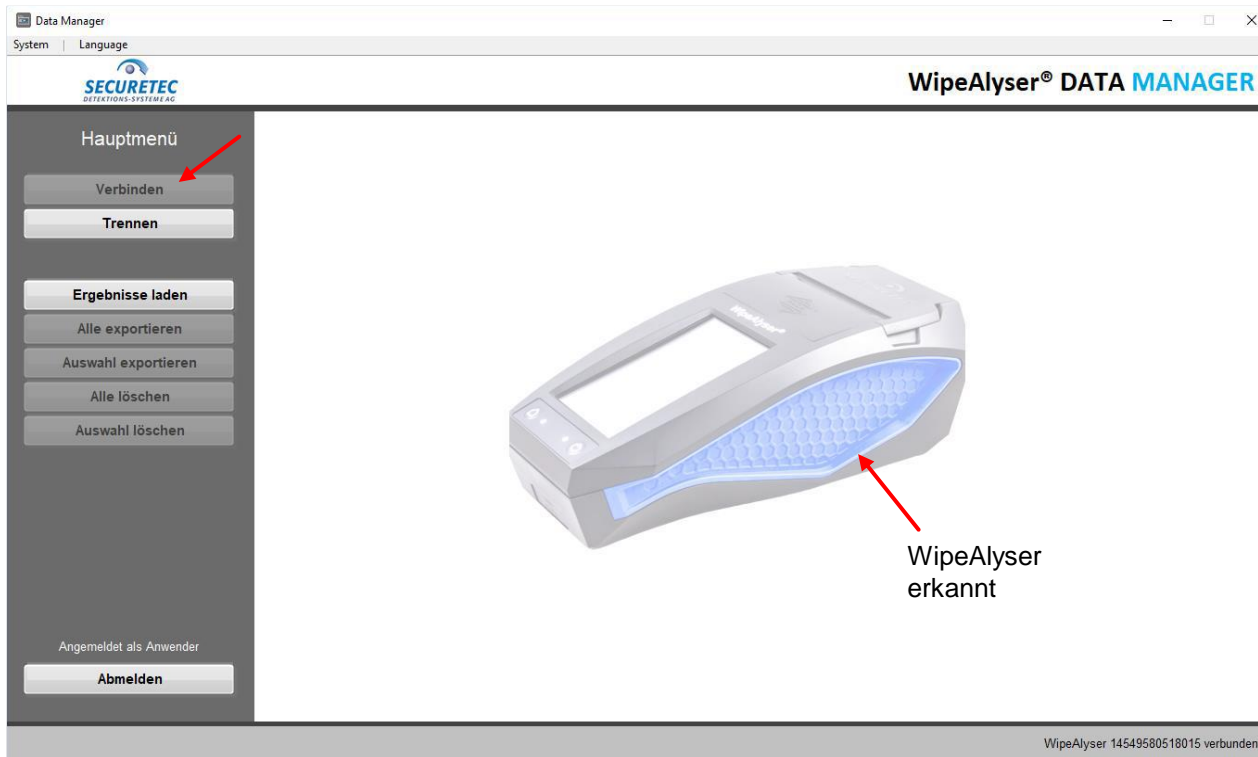 Data Manager
System | Language
SECURETEC
DETEKTIONS-SYSTEME AG
WipeAlyser® DATA MANAGER
Hauptmenü
Verbinden
Trennen
Ergebnisse laden
Alle exportieren
Auswahl exportieren
Alle löschen
Auswahl löschen
WipeAlyser®
WipeAlyser
erkannt
Angemeldet als Anwender
Abmelden
WipeAlyser 14549580518015 verbunden